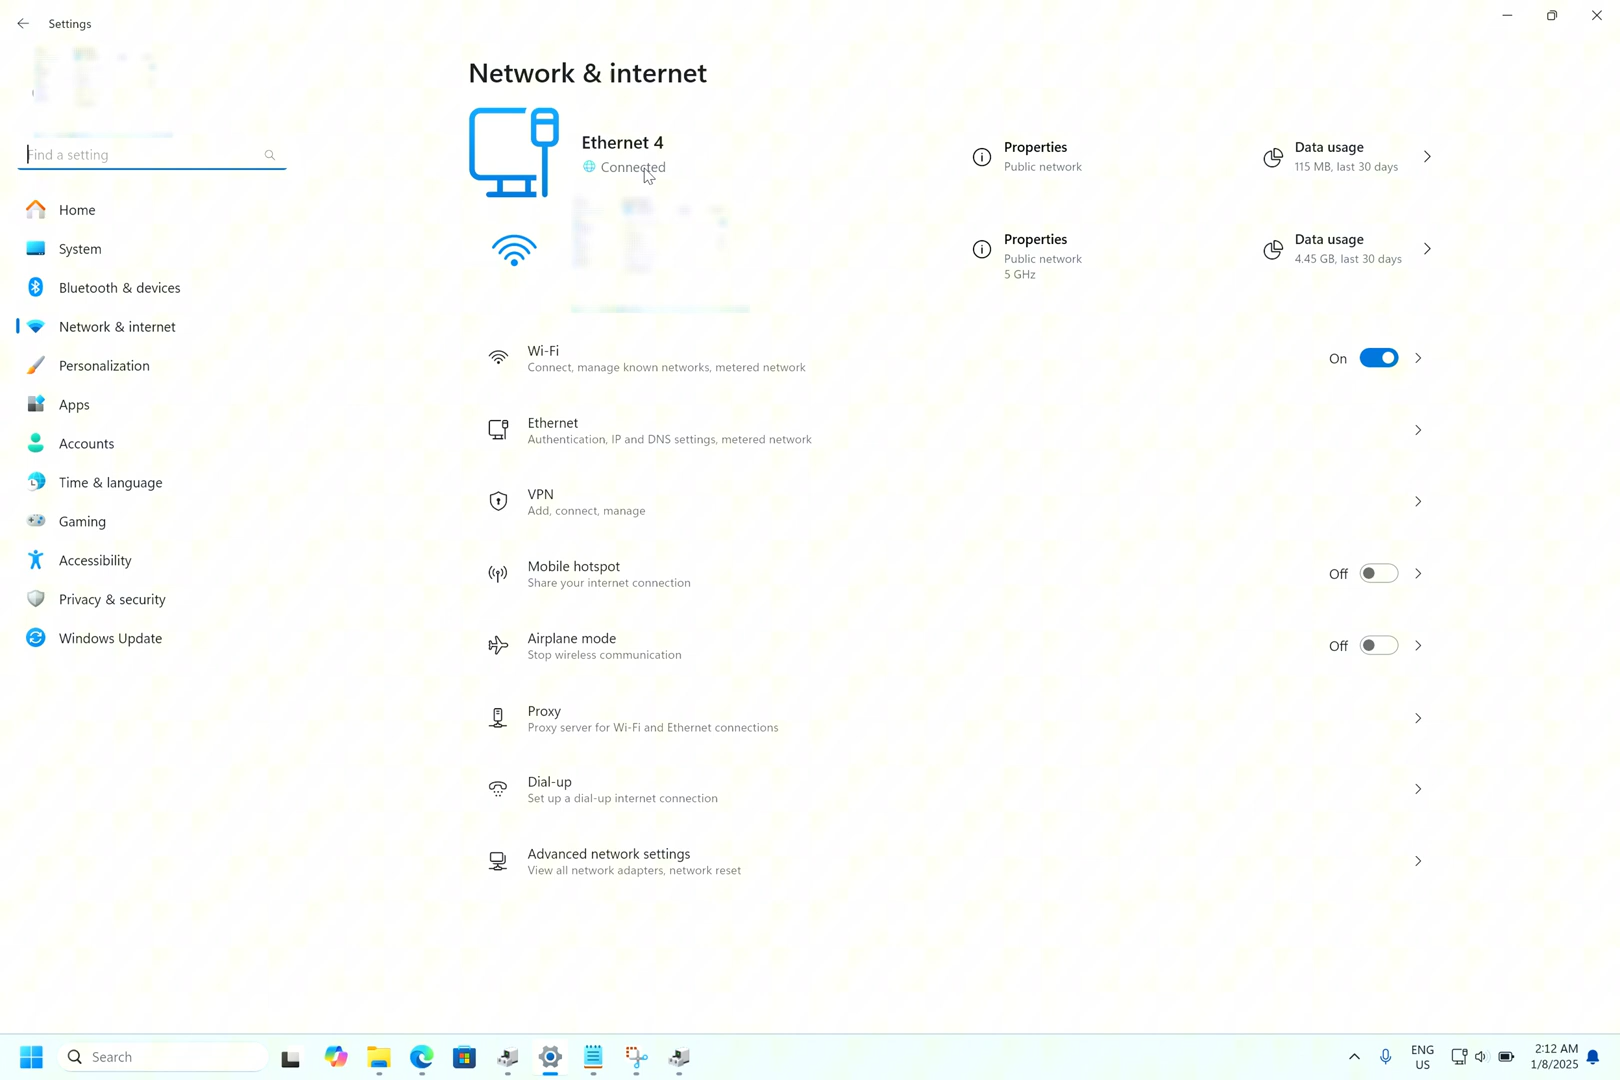 Settings
Find a setting
Home
System
Bluetooth & devices
Network & internet
Personalization
Apps
Accounts
Time & language
Gaming
Accessibility
Privacy & security
Windows Update
Network & internet
Ethernet 4
Connected
Properties
Public network
Data usage
115 MB, last 30 days
Properties
Public network
5 GHz
Data usage
4.45 GB, last 30 days
Wi-Fi
Connect, manage known networks, metered network
On
Ethernet
Authentication, IP and DNS settings, metered network
VPN
Add, connect, manage
Mobile hotspot
Share your internet connection
Off
Airplane mode
Stop wireless communication
Off
Proxy
Proxy server for Wi-Fi and Ethernet connections
Dial-up
Set up a dial-up internet connection
Advanced network settings
View all network adapters, network reset
Search
ENG
US
2:12 AM
1/8/2025